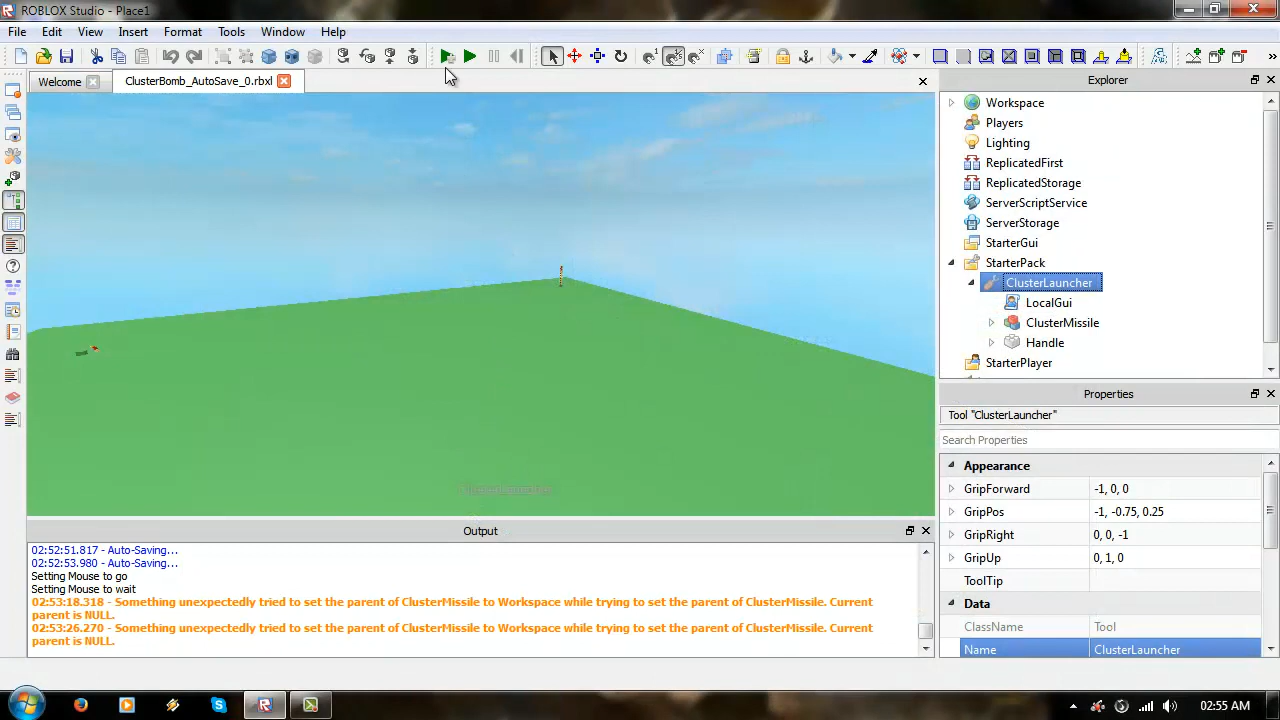 ROBLOX Studio - Place1
File Edit View Insert Format Tools Window Help
Welcome
ClusterBomb_AutoSave_0.rbxl
Explorer
Workspace
Players
Lighting
ReplicatedFirst
ReplicatedStorage
ServerScriptService
ServerStorage
StarterGui
StarterPack
ClusterLauncher
LocalGui
ClusterMissile
Handle
StarterPlayer
Properties
Tool "ClusterLauncher"
Search Properties
Appearance
GripForward -1, 0, 0
GripPos -1, -0.75, 0.25
GripRight 0, 0, -1
GripUp 0, 1, 0
ToolTip
Data
ClassName Tool
Name ClusterLauncher
Output
02:52:51.817 - Auto-Saving...
02:52:53.980 - Auto-Saving...
Setting Mouse to go
Setting Mouse to wait
02:53:18.318 - Something unexpectedly tried to set the parent of ClusterMissile to Workspace while trying to set the parent of ClusterMissile. Current
parent is NULL.
02:53:26.270 - Something unexpectedly tried to set the parent of ClusterMissile to Workspace while trying to set the parent of ClusterMissile. Current
parent is NULL.
02:55 AM